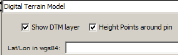 Digital Terrain Model
Show DTM layer Height Points around pin
Lat\Lon in wgs84: